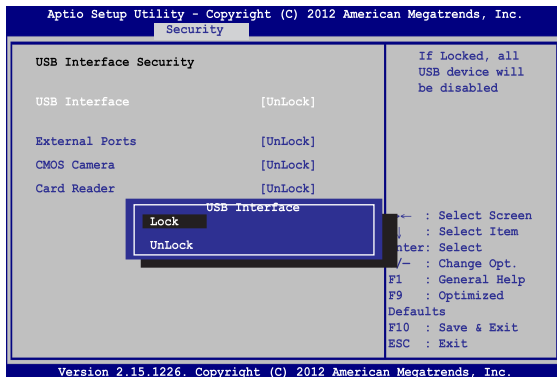 Aptio Setup Utility - Copyright (C) 2012 American Megatrends, Inc.
Security
USB Interface Security
USB Interface [UnLock]
External Ports [UnLock]
CMOS Camera [UnLock]
Card Reader [UnLock]
USB Interface
Lock
UnLock
If Locked, all
USB device will
be disabled
← : Select Screen
↓ : Select Item
nter: Select
/— : Change Opt.
F1 : General Help
F9 : Optimized
Defaults
F10 : Save & Exit
ESC : Exit
Version 2.15.1226. Copyright (C) 2012 American Megatrends, Inc.